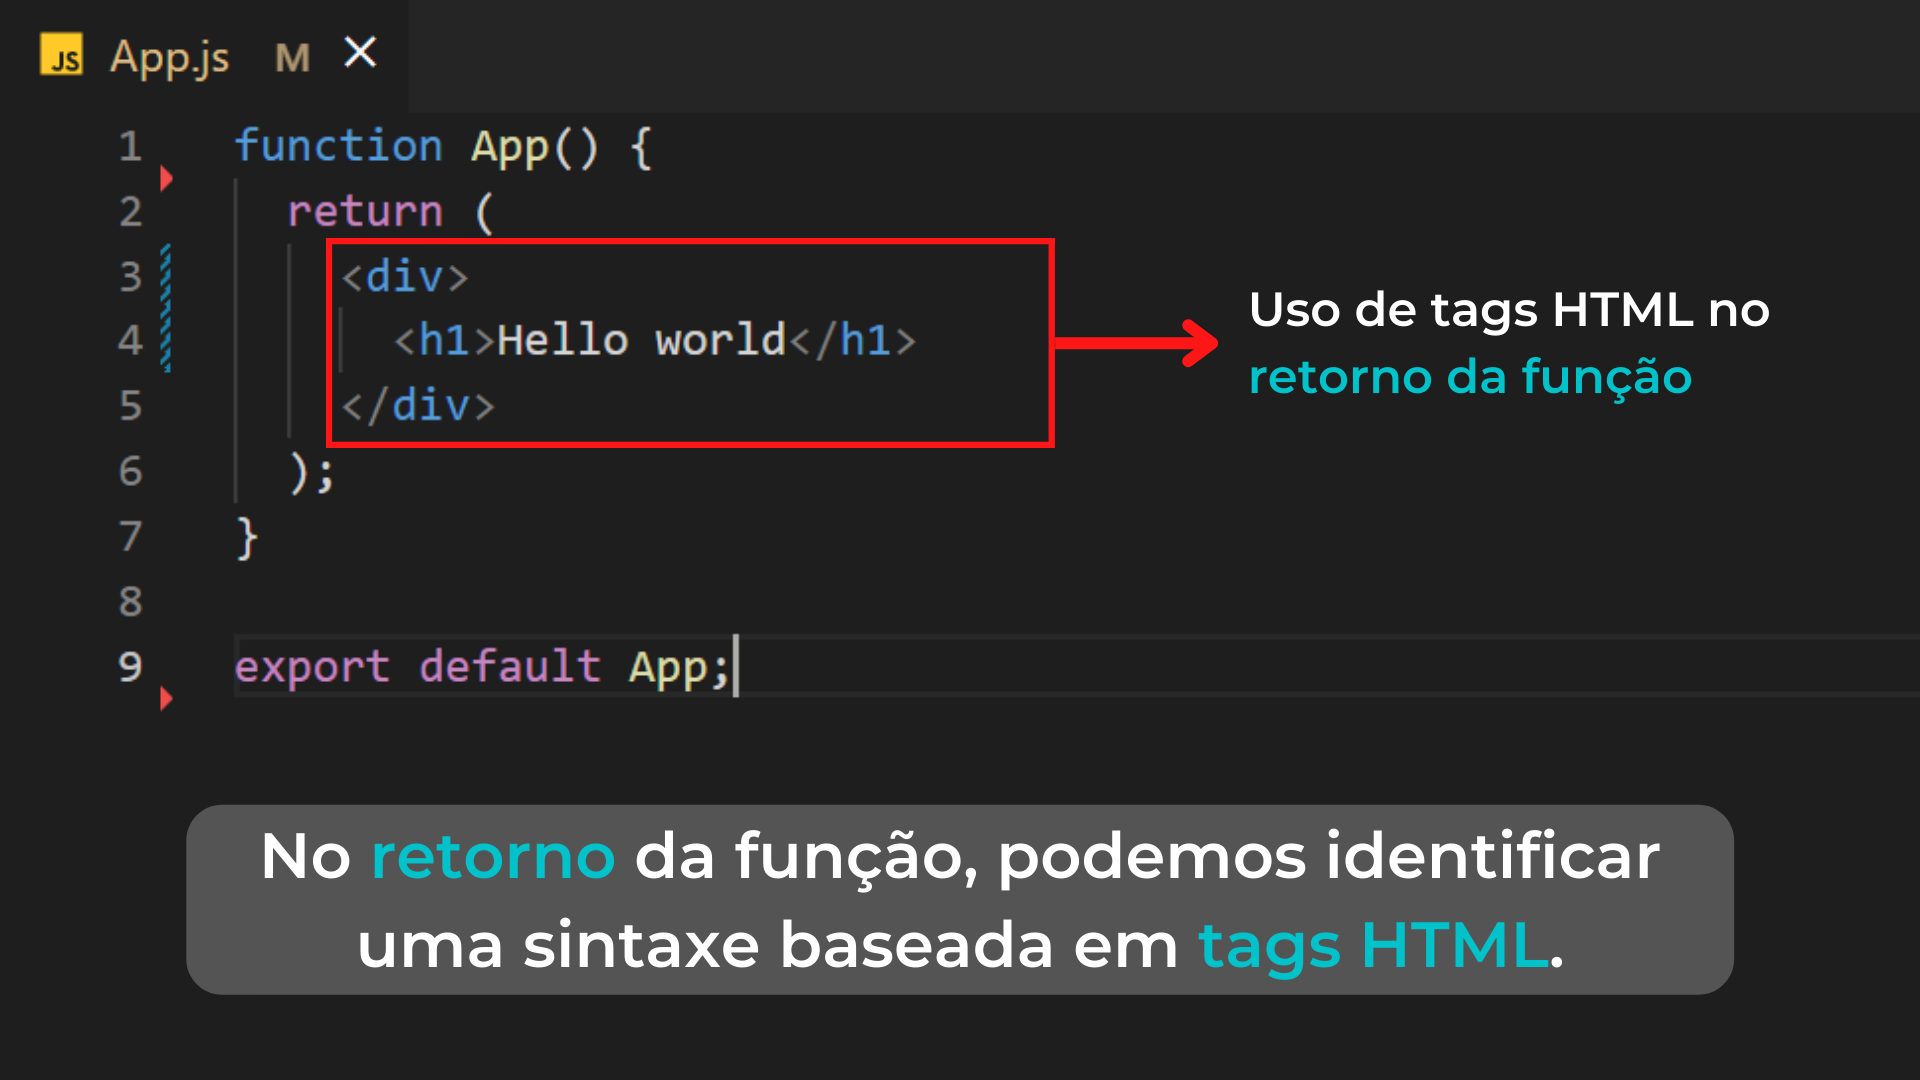 JS App.js M
1 function App() {
2 return (
3 <div>
4 <h1>Hello world</h1>
5 </div>
6 );
7 }
8
9 export default App;
Uso de tags HTML no
retorno da função
No retorno da função, podemos identificar
uma sintaxe baseada em tags HTML.